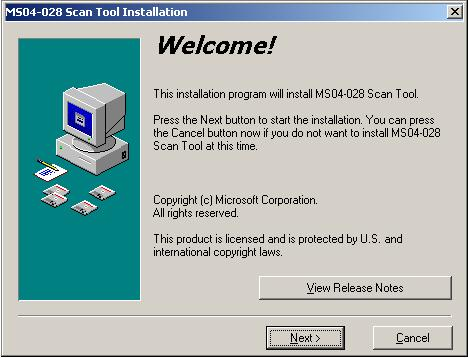 MS04-028 Scan Tool Installation
Welcome!
This installation program will install MS04-028 Scan Tool.
Press the Next button to start the installation. You can press
the Cancel button now if you do not want to install MS04-028
Scan Tool at this time.
Copyright (c) Microsoft Corporation.
All rights reserved.
This product is licensed and is protected by U.S. and
international copyright laws.
View Release Notes
Next >
Cancel